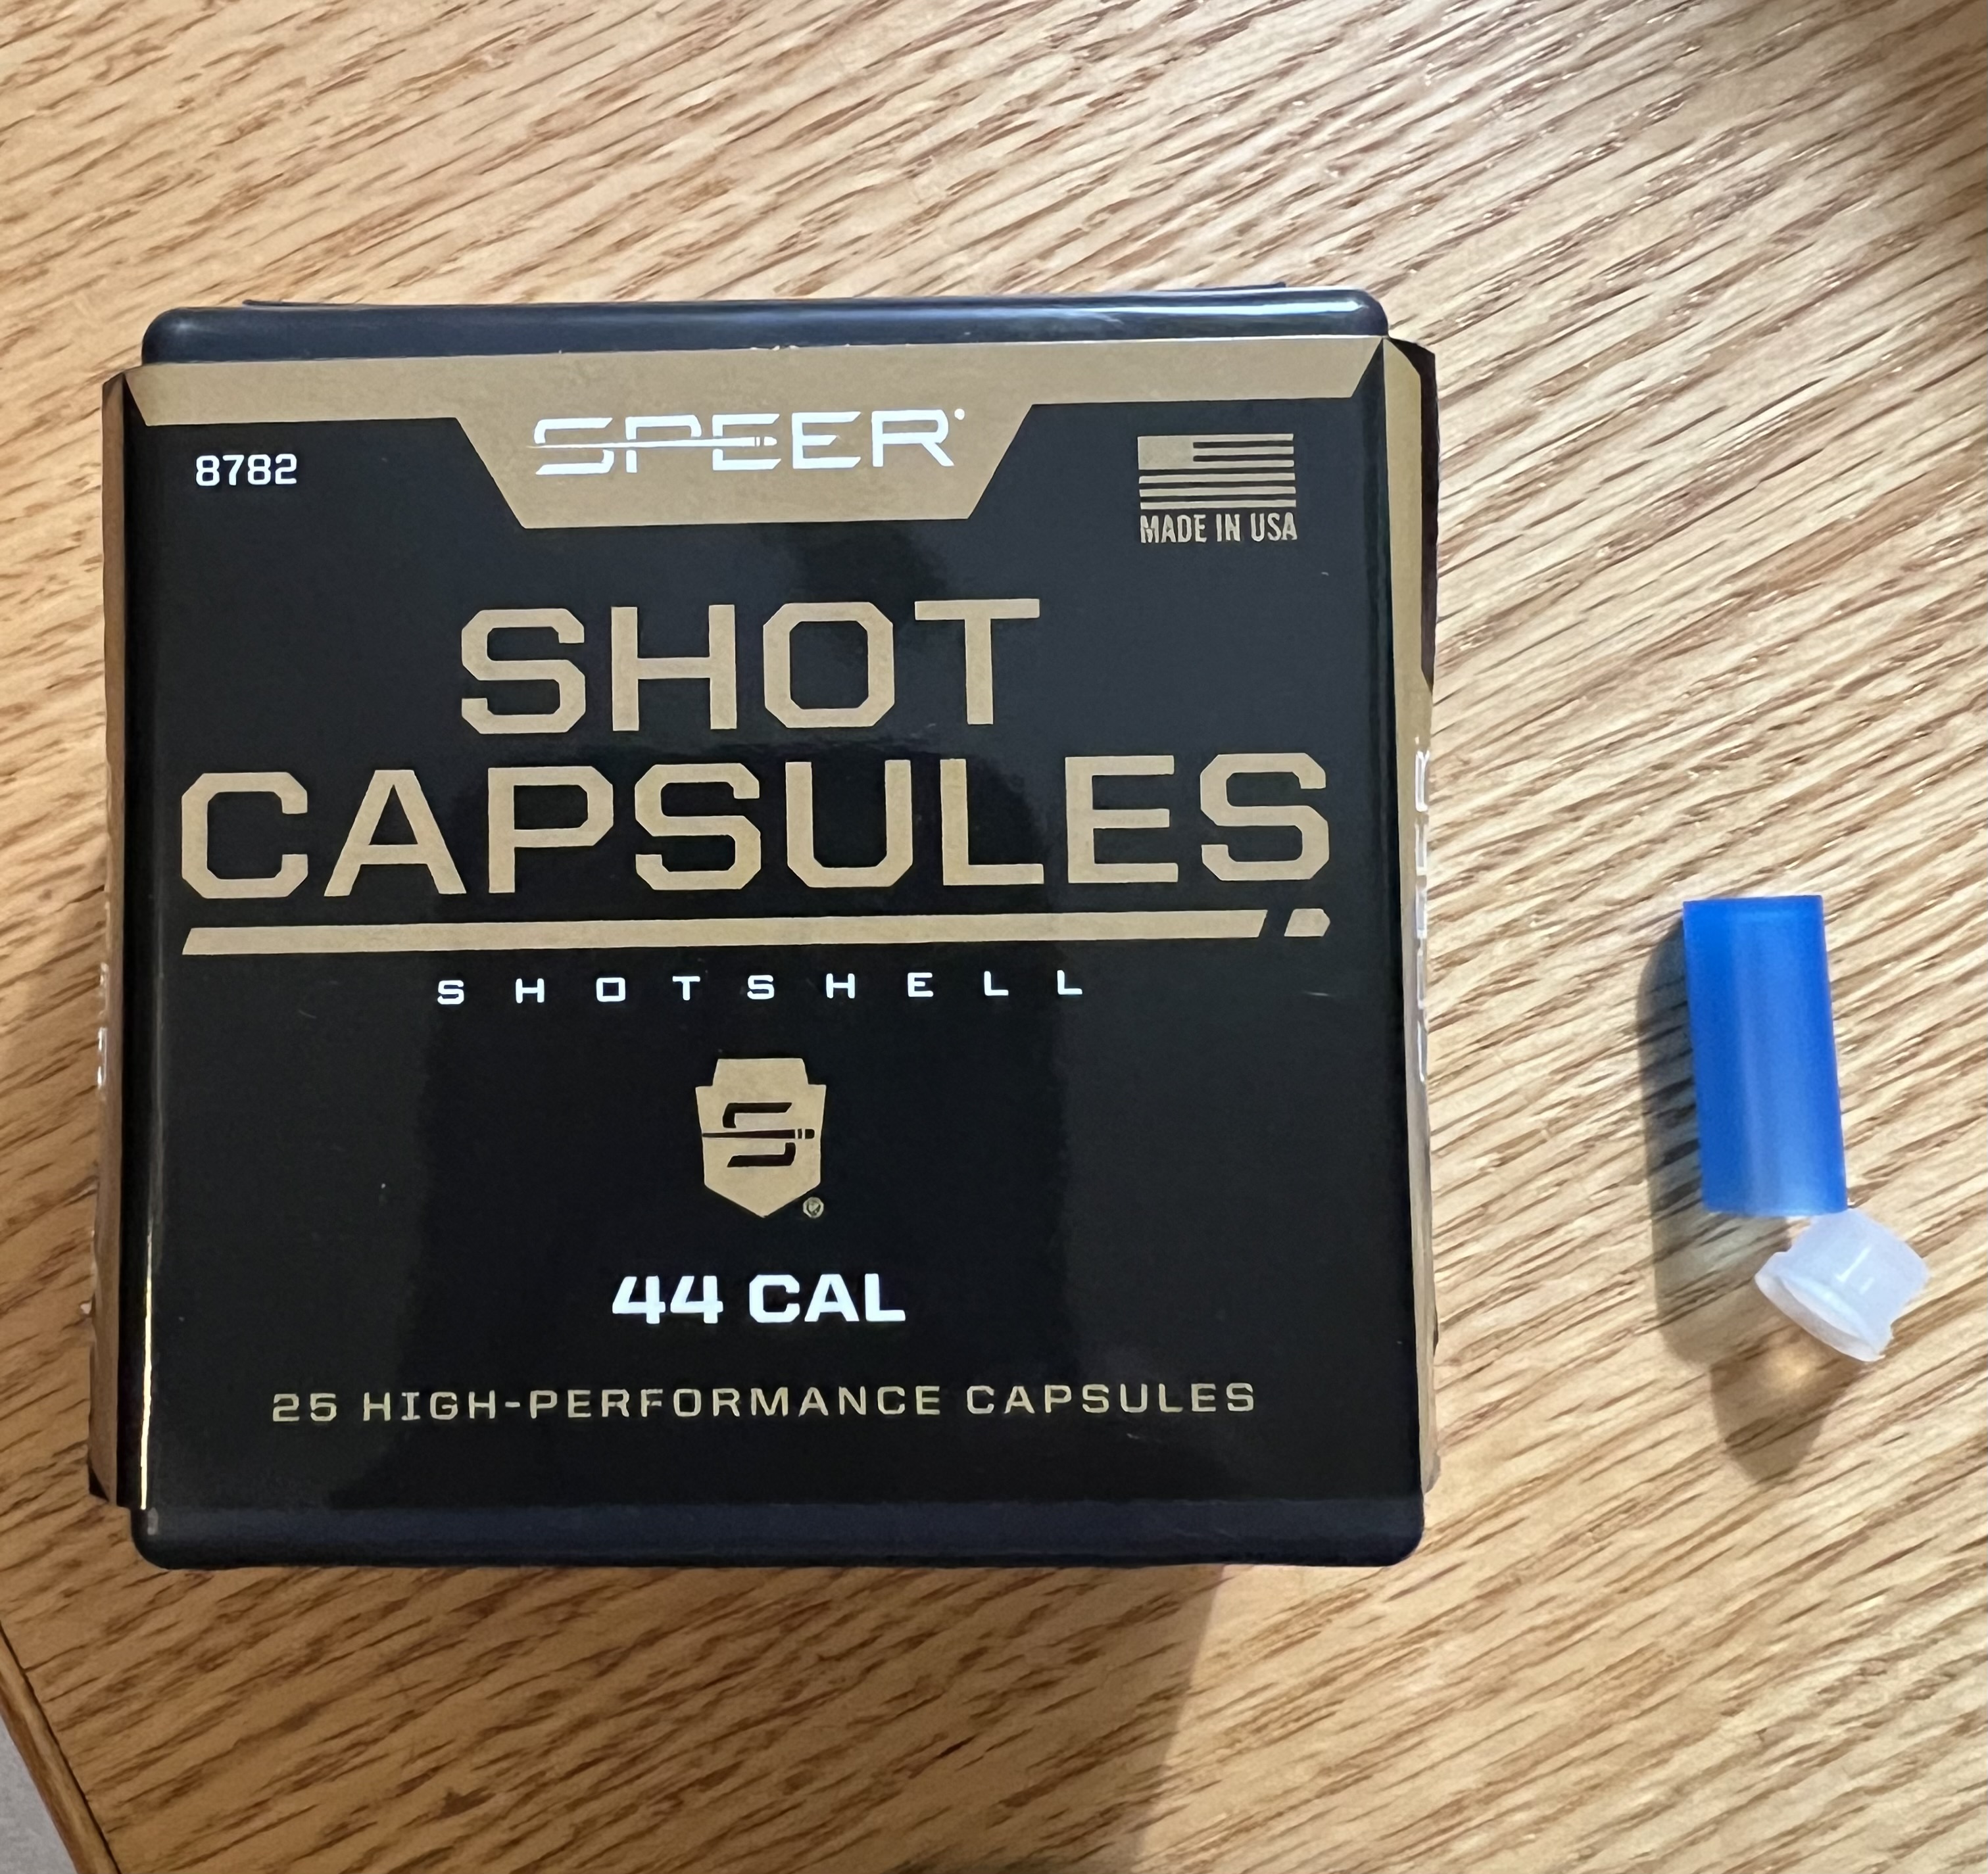 SPEER
8782
MADE IN USA
SHOT
CAPSULES
SHOTSHELL
®
44 CAL
25 HIGH-PERFORMANCE CAPSULES